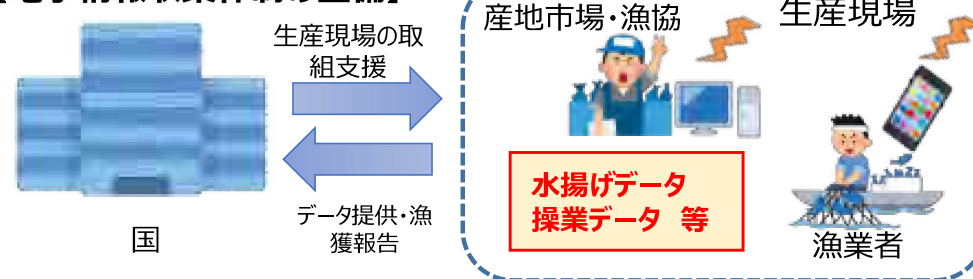 生産現場の取
組支援
データ提供・漁
獲報告
国
産地市場・漁協
生産現場
水揚げデータ
操業データ 等
漁業者